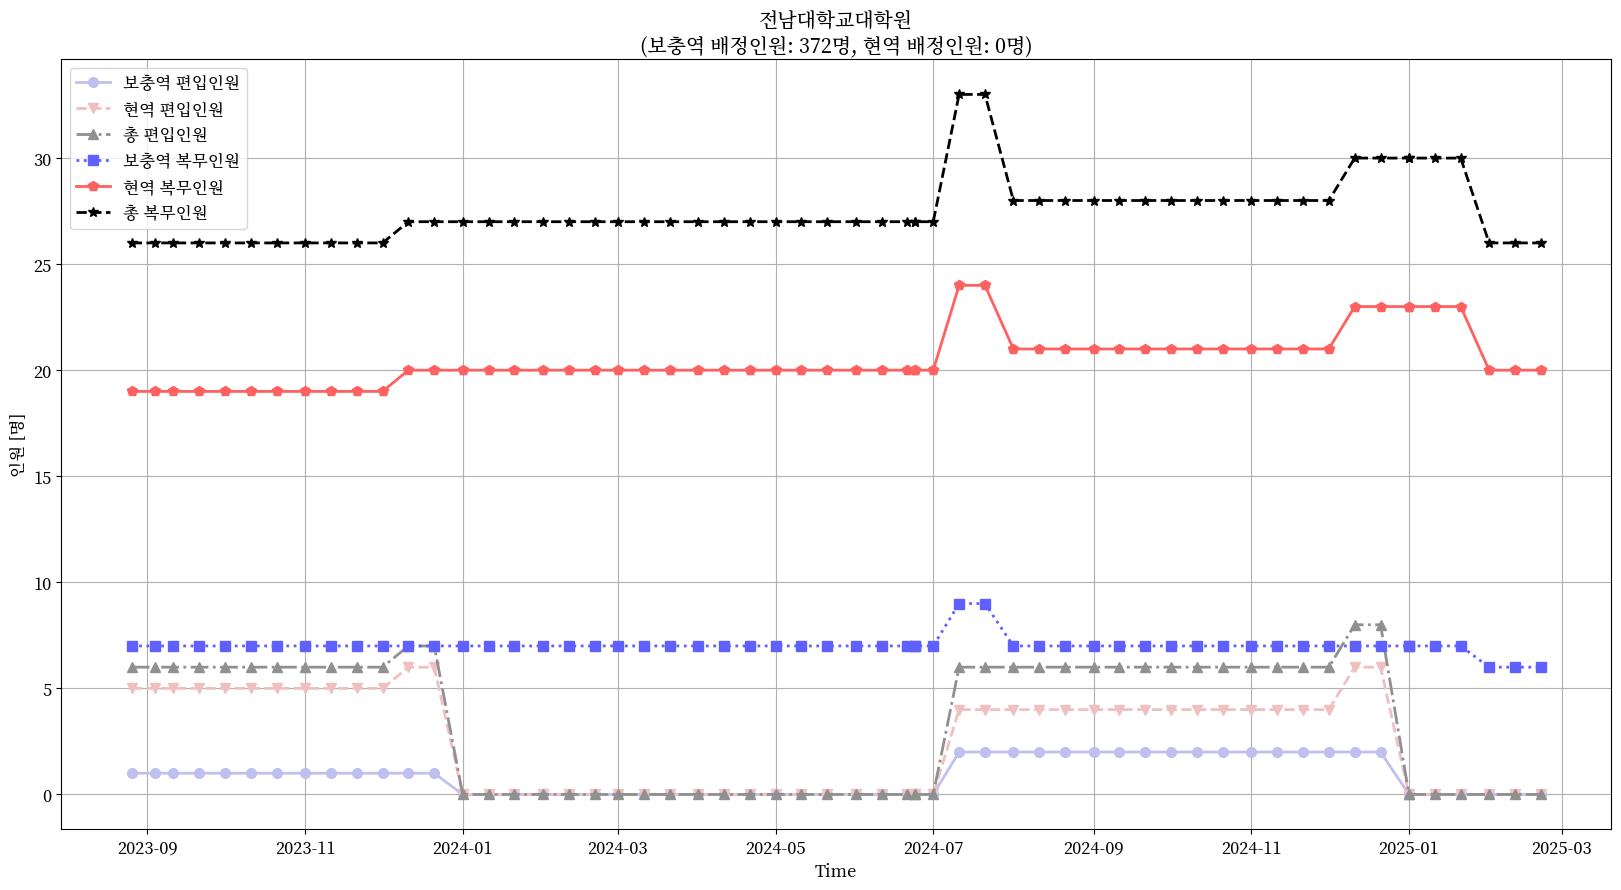 전남대학교대학원
(보충역 배정인원: 372명, 현역 배정인원: 0명)
보충역 편입인원
현역 편입인원
총 편입인원
보충역 복무인원
현역 복무인원
총 복무인원
인원 [명]
30
25
20
15
10
5
0
2023-09
2023-11
2024-01
2024-03
2024-05
2024-07
2024-09
2024-11
2025-01
2025-03
Time